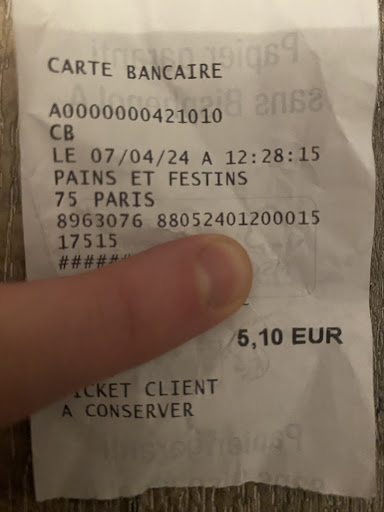 CARTE BANCAIRE
A0000000421010
CB
LE 07/04/24 A 12:28:15
PAINS ET FESTINS
75 PARIS
8963076 88052401200015
17515
######
5,10 EUR
TICKET CLIENT
A CONSERVER